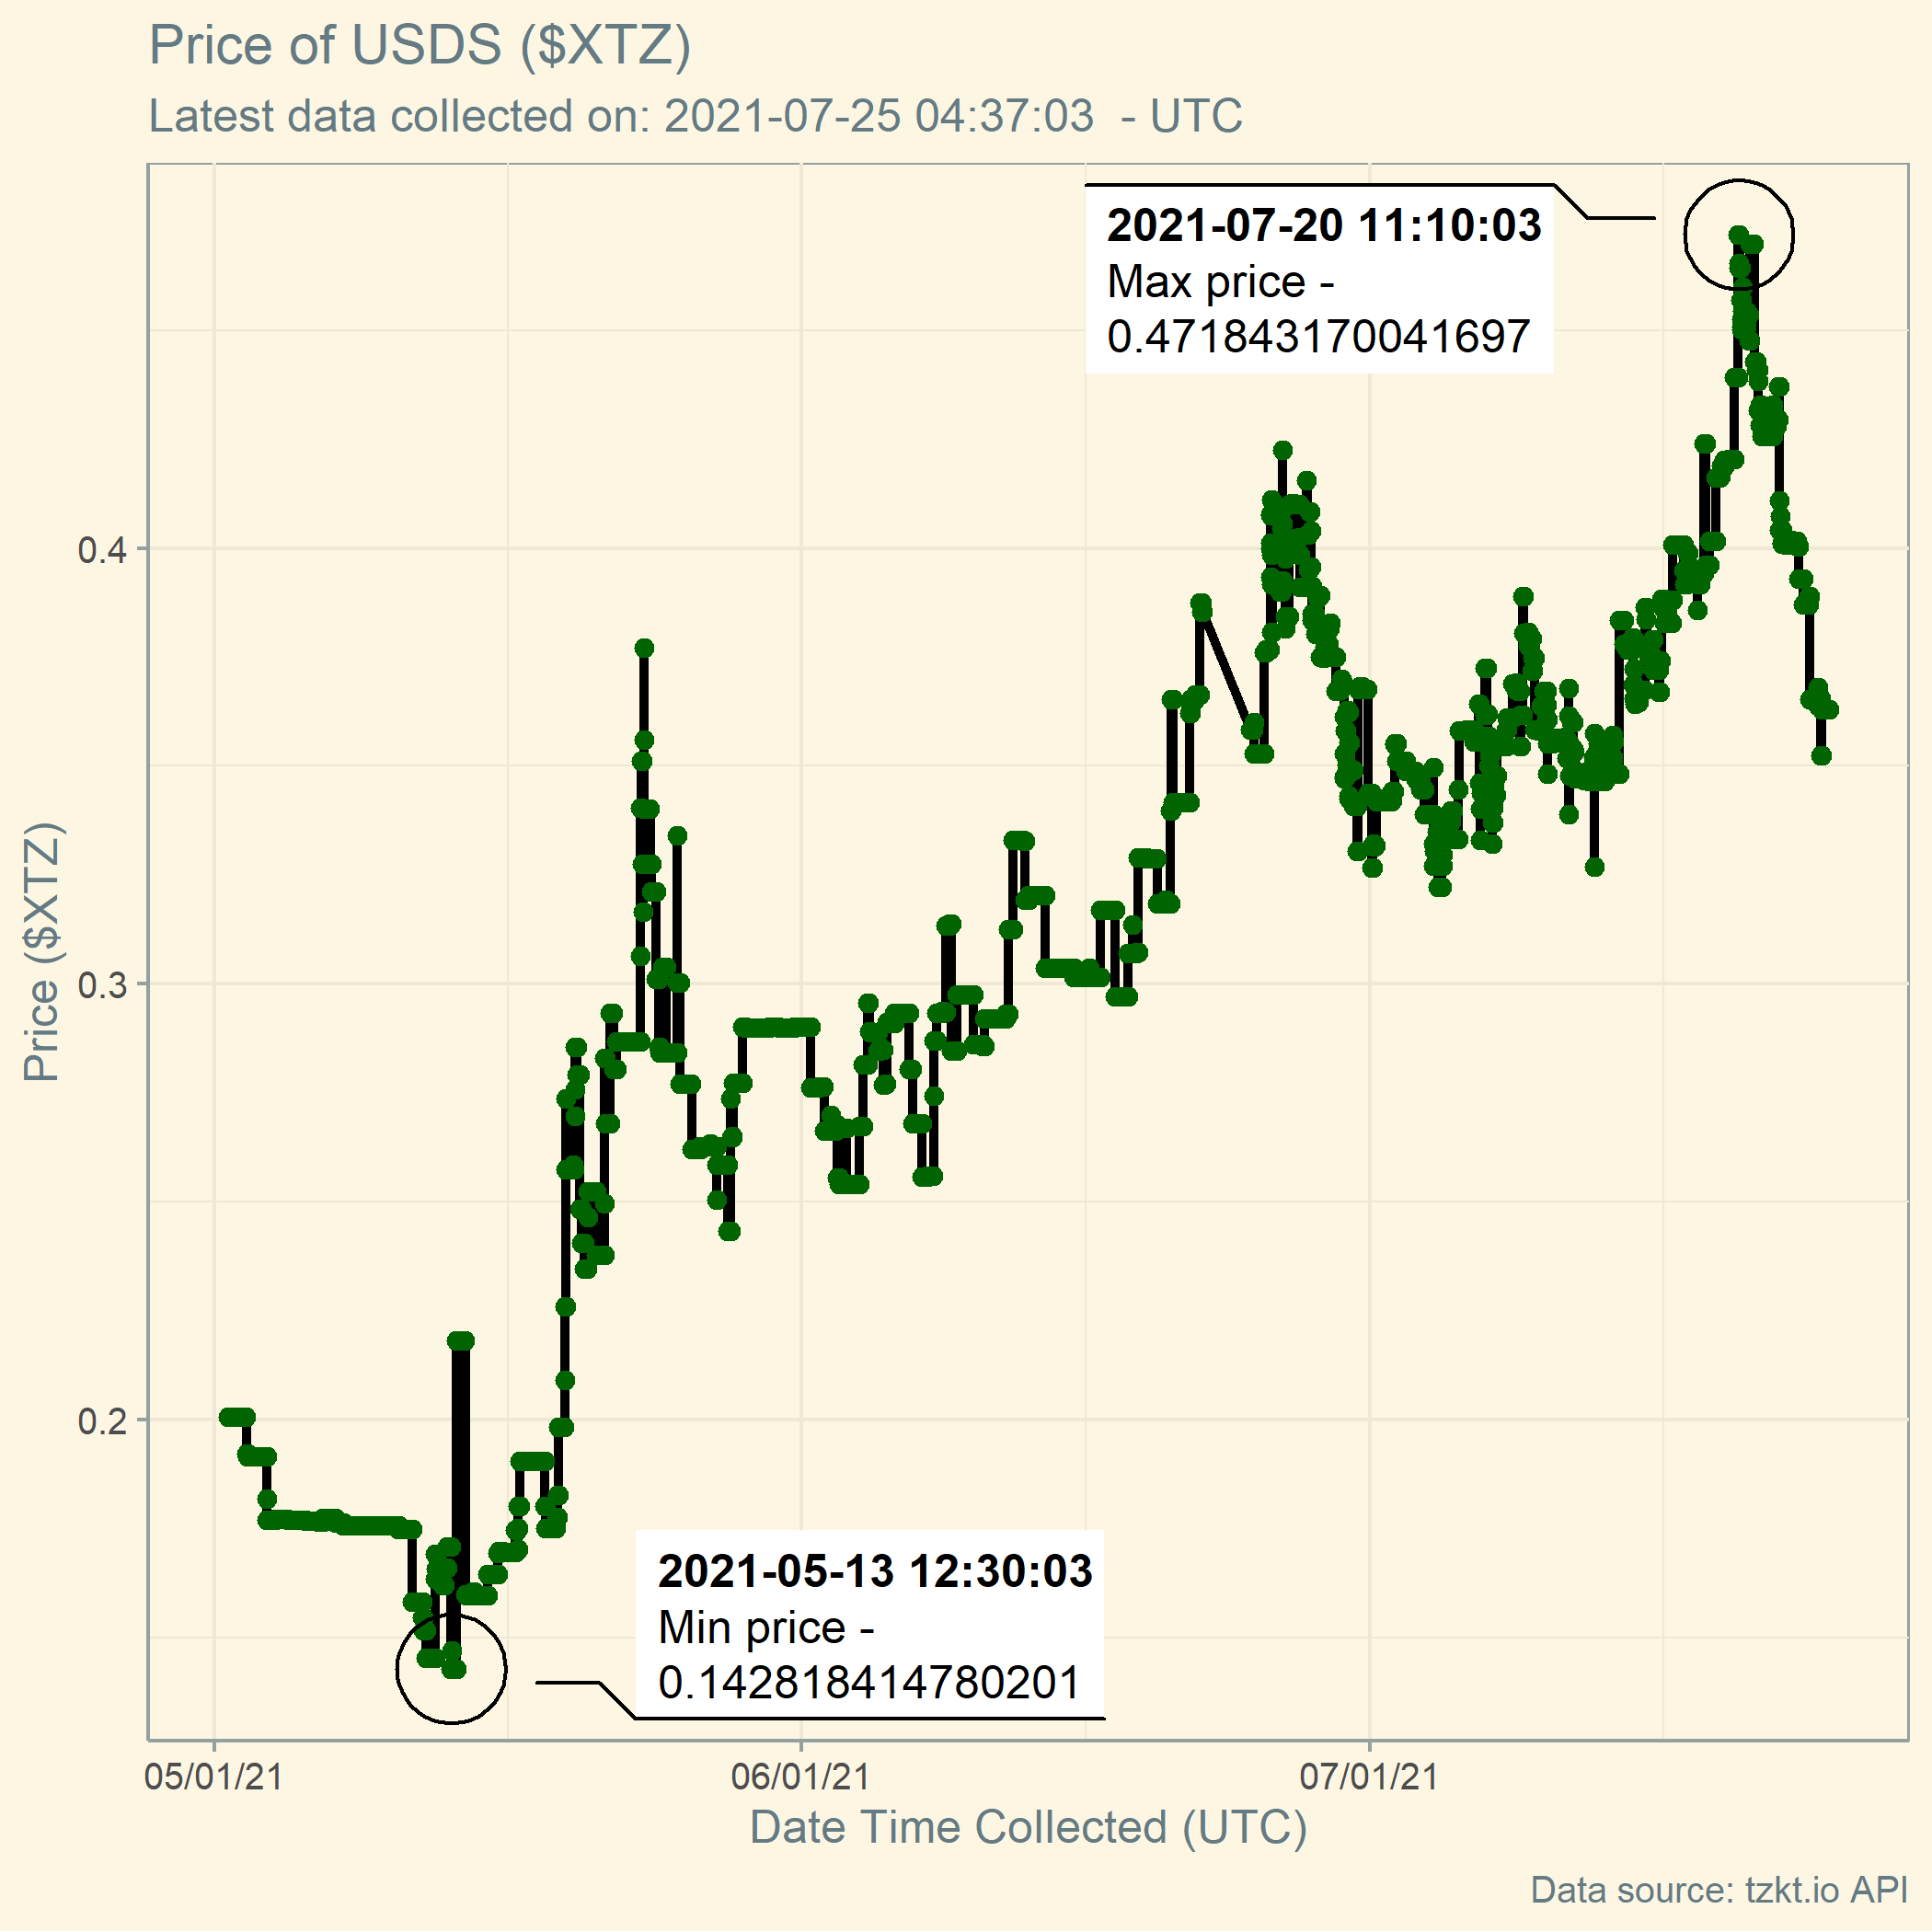 Price of USDS ($XTZ)
Latest data collected on: 2021-07-25 04:37:03  - UTC
2021-07-20 11:10:03
Max price -
0.471843170041697
0.4
0.3
0.2
Price ($XTZ)
2021-05-13 12:30:03
Min price -
0.142818414780201
05/01/21
06/01/21
07/01/21
Date Time Collected (UTC)
Data source: tzkt.io API